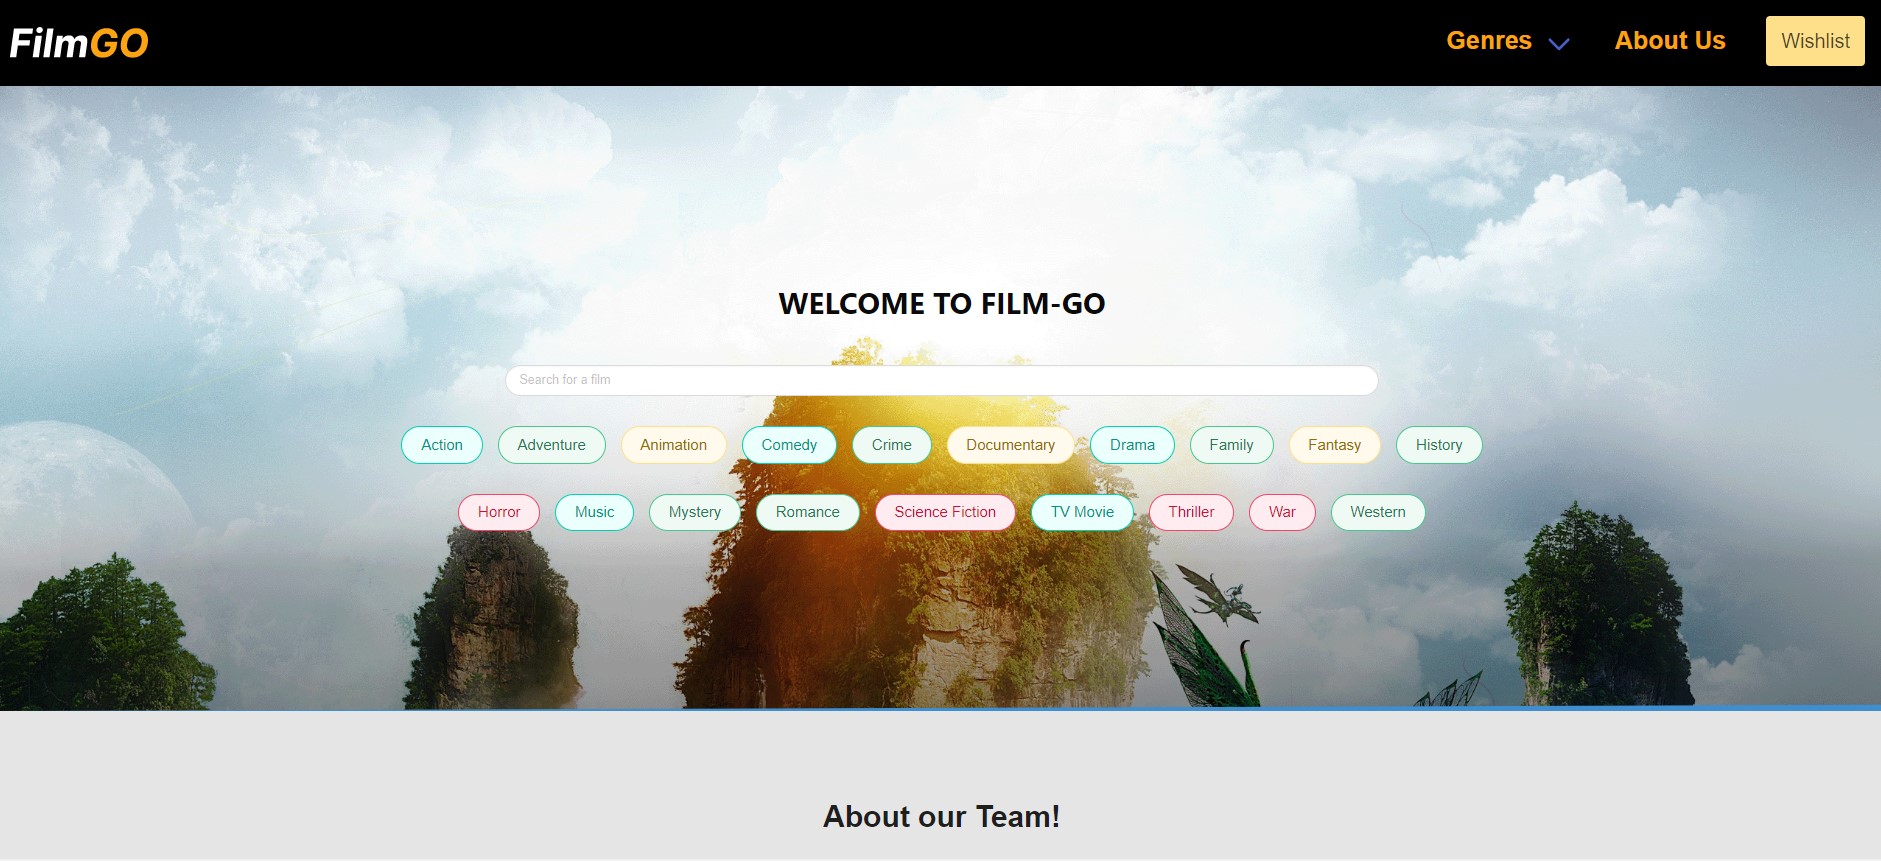 FilmGO
Genres
About Us
Wishlist
WELCOME TO FILM-GO
Search for a film
Action Adventure Animation Comedy Crime Documentary Drama Family Fantasy History
Horror Music Mystery Romance Science Fiction TV Movie Thriller War Western
About our Team!